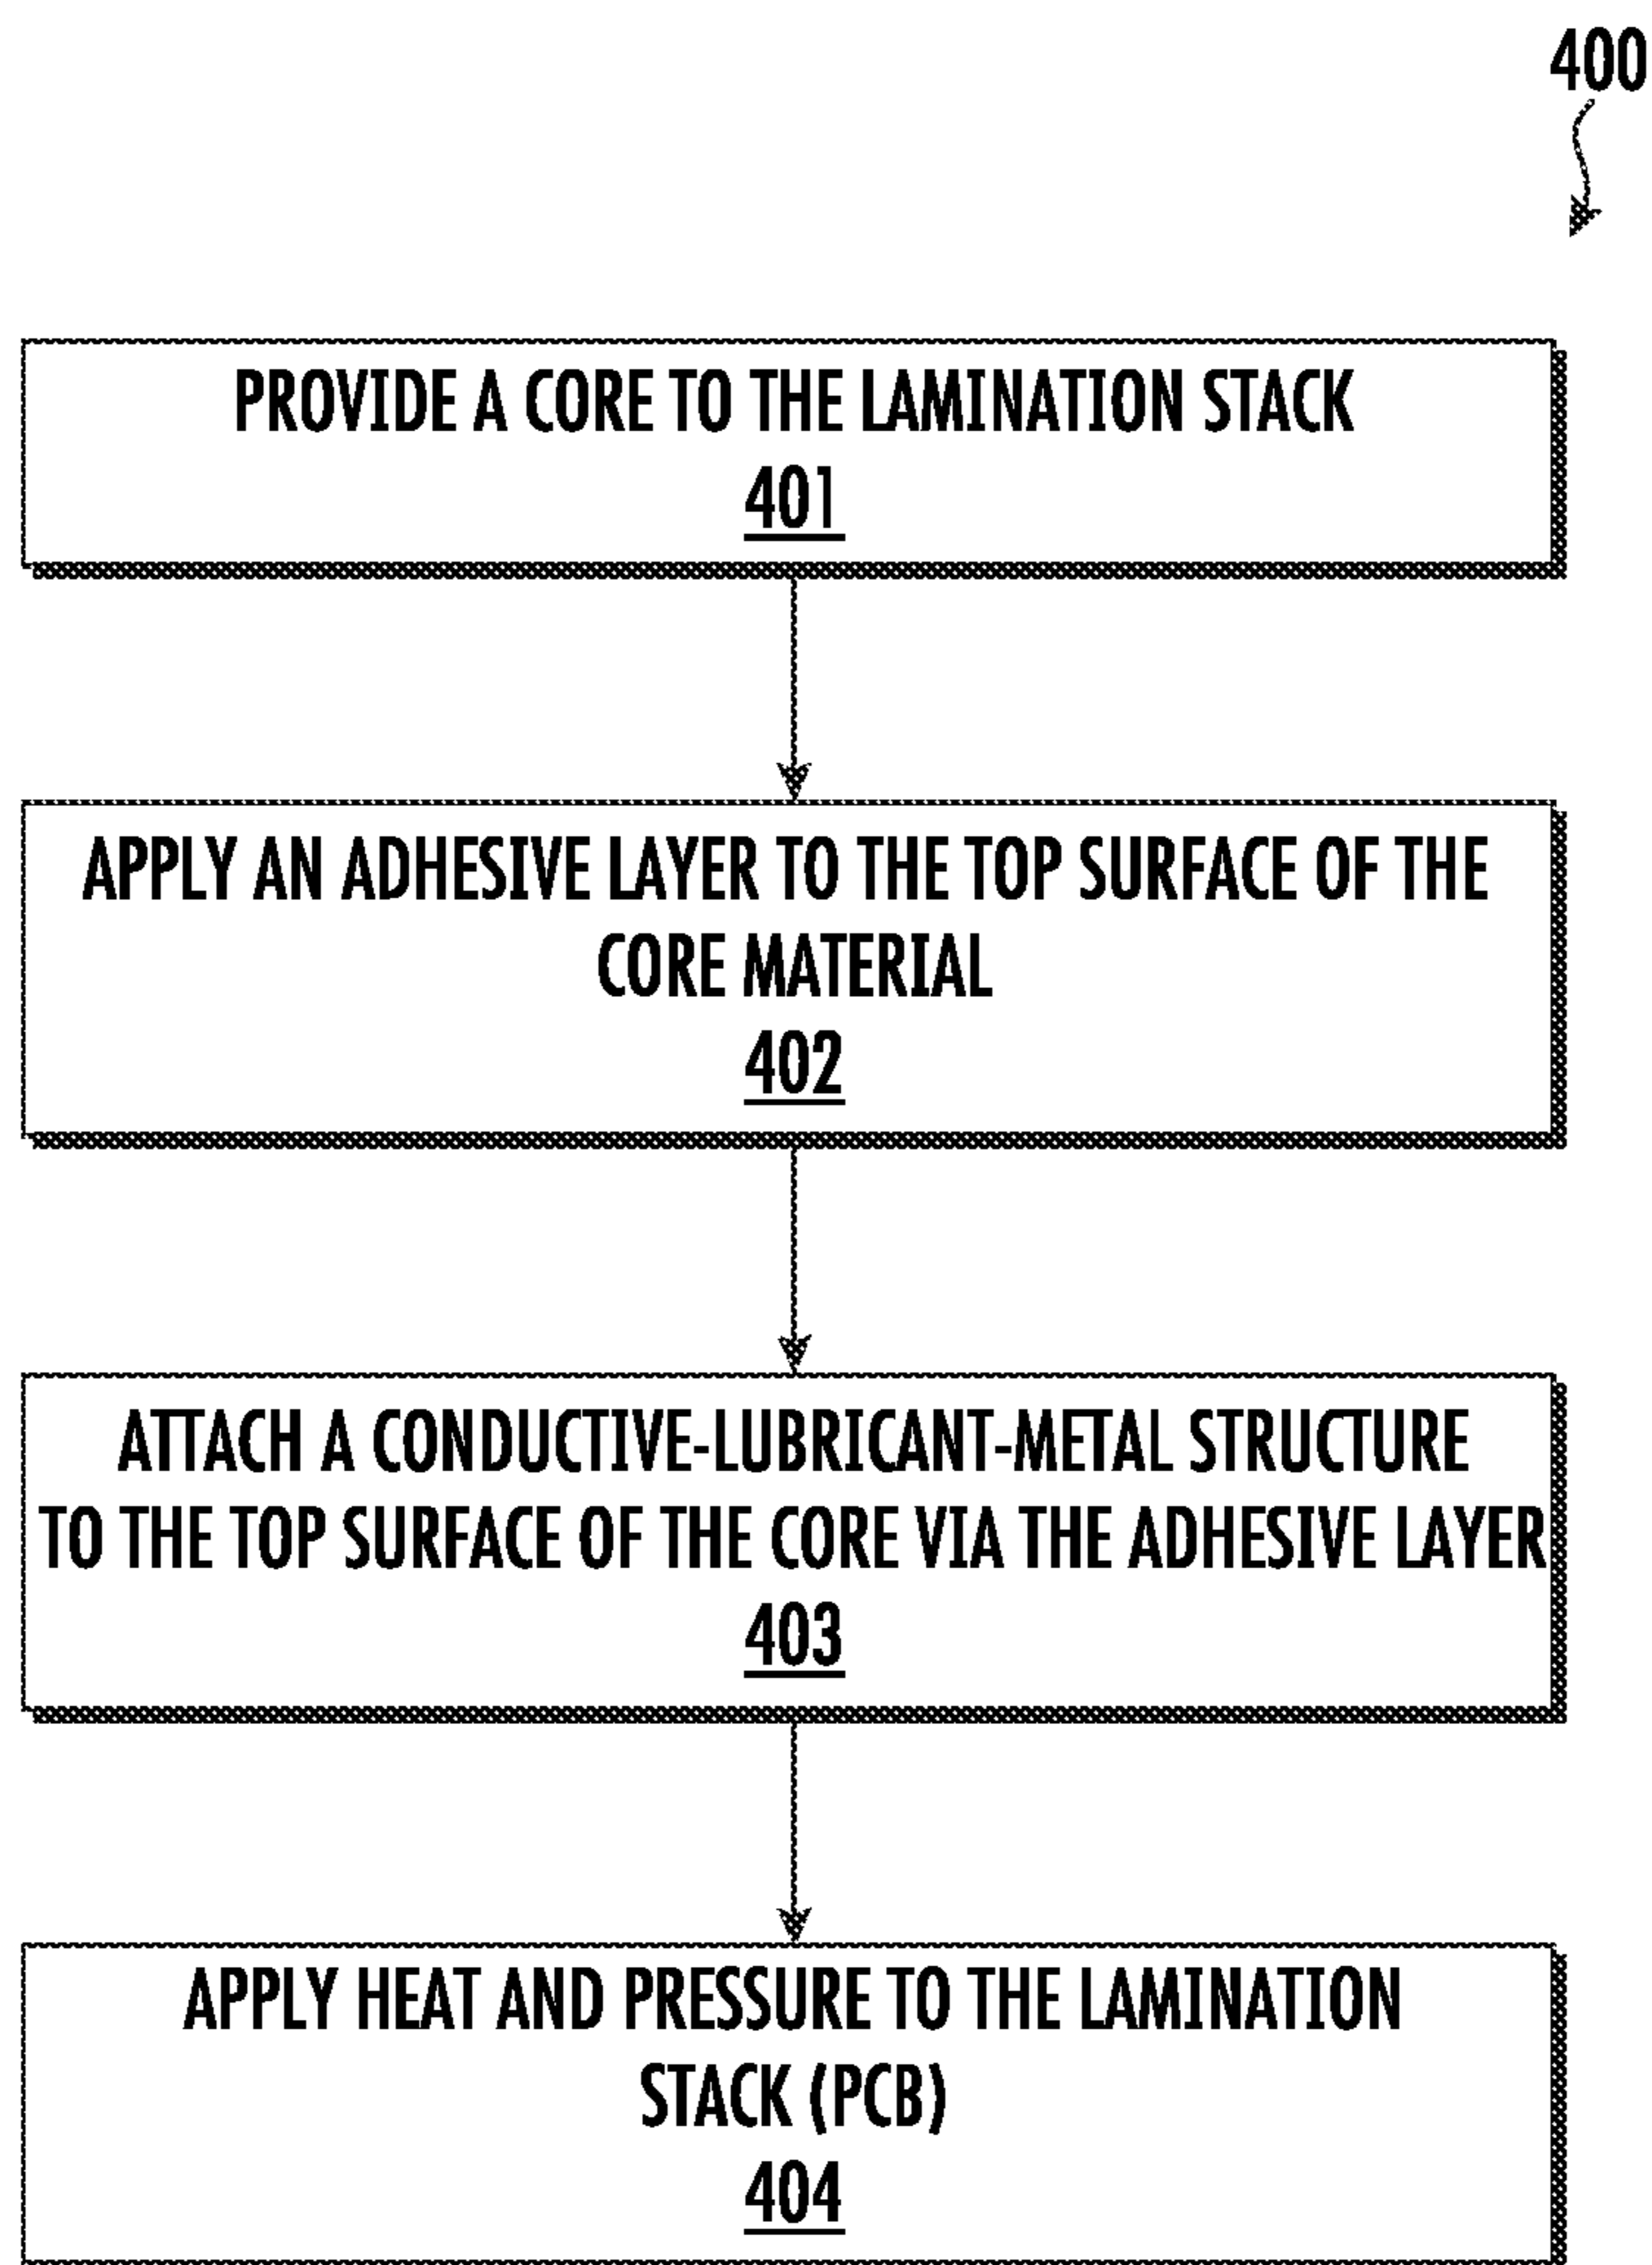 400
PROVIDE A CORE TO THE LAMINATION STACK
401
APPLY AN ADHESIVE LAYER TO THE TOP SURFACE OF THE
CORE MATERIAL
402
ATTACH A CONDUCTIVE-LUBRICANT-METAL STRUCTURE
TO THE TOP SURFACE OF THE CORE VIA THE ADHESIVE LAYER
403
APPLY HEAT AND PRESSURE TO THE LAMINATION
STACK (PCB)
404